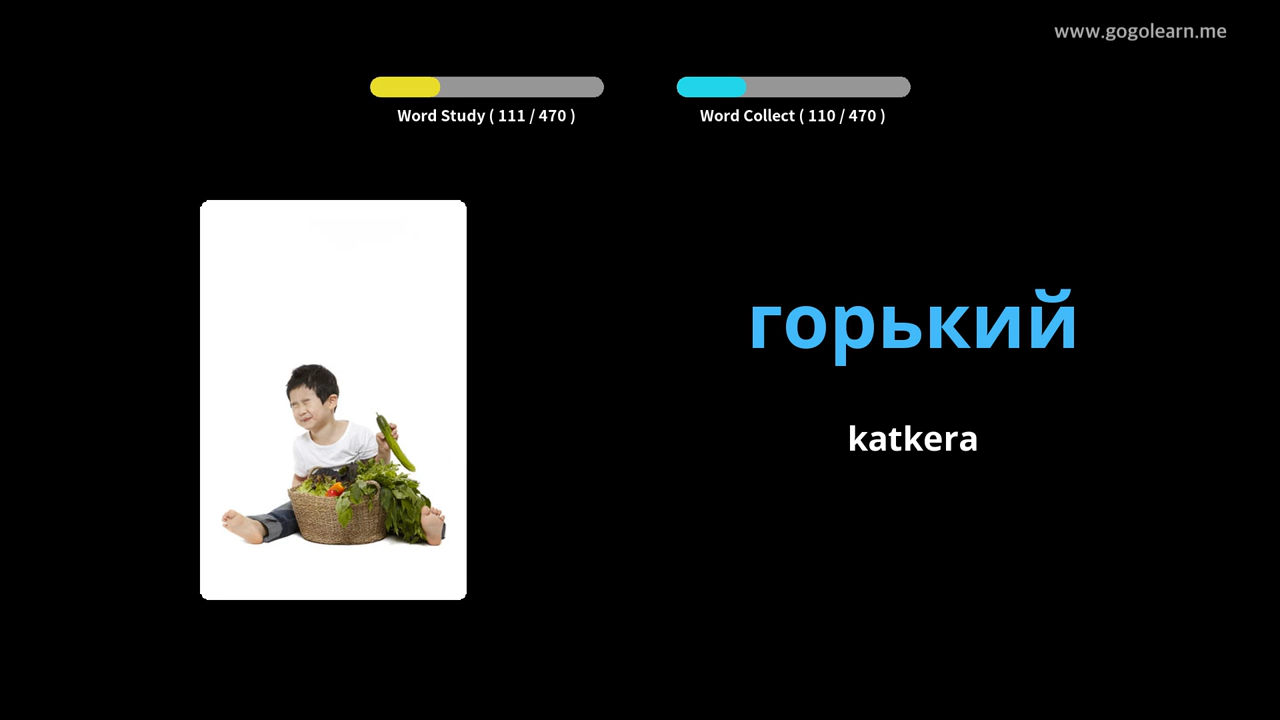 www.gogolearn.me
Word Study ( 111 / 470 )
Word Collect ( 110 / 470 )
горький
katkera